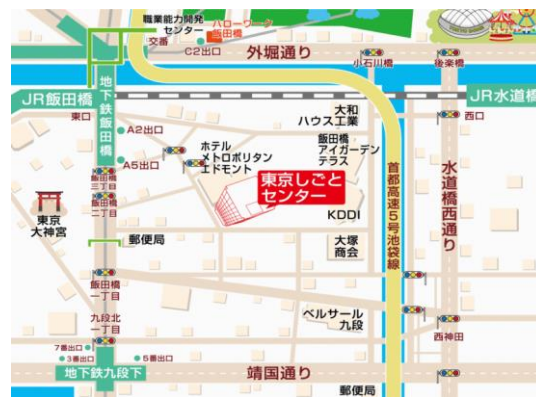 職業能力開発
センター
ハローワーク
飯田橋
交番
C2出口
外堀通り
小石川橋
後楽橋
JR飯田橋
地下鉄飯田橋
JR水道橋
東口
西口
A2出口
大和
ハウス工業
ホテル
メトロポリタン
エドモント
飯田橋
アイガーデン
テラス
A5出口
飯田橋
三丁目
東京しごと
センター
首都高速5号池袋線
水道橋西通り
飯田橋
二丁目
東京
大神宮
KDDI
郵便局
大塚
商会
飯田橋
一丁目
ベルサール
九段
九段北
一丁目
西神田
7番出口
3番出口
5番出口
地下鉄九段下
靖国通り
郵便局